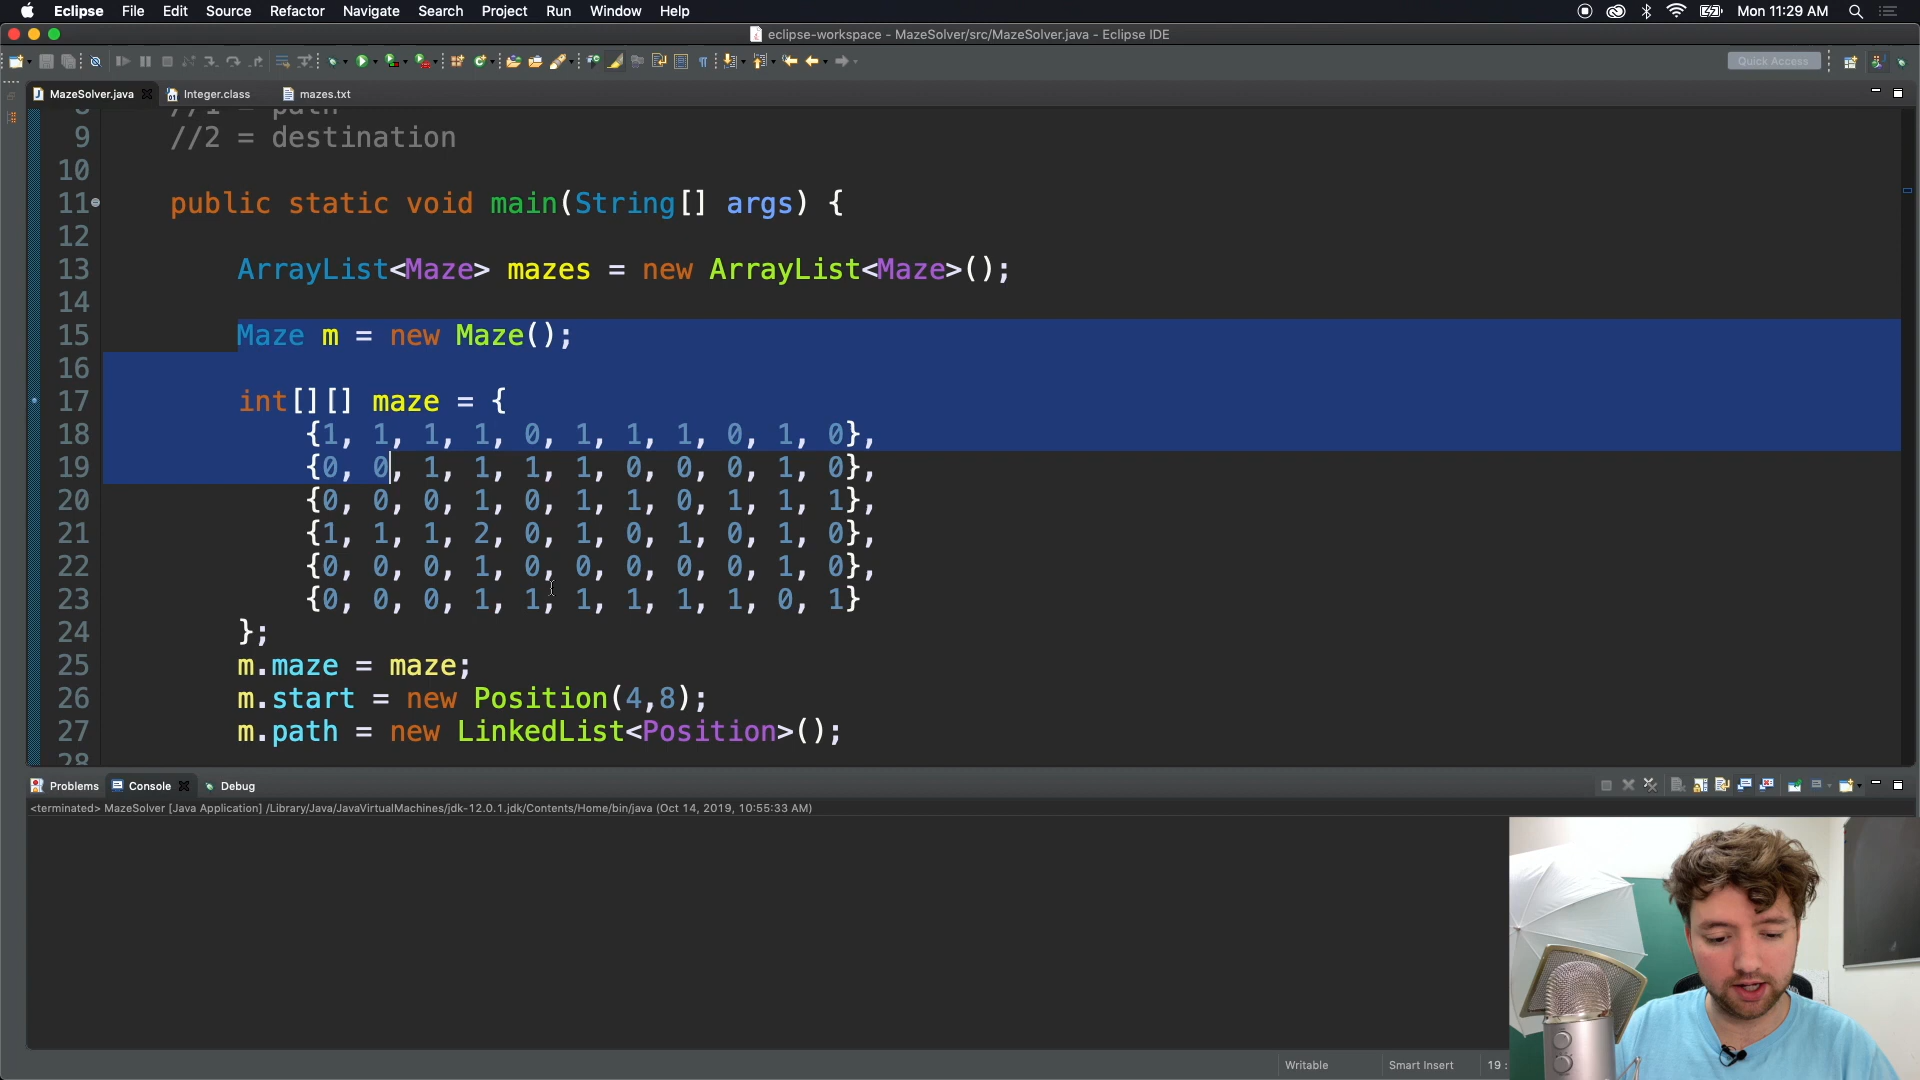 Eclipse File Edit Source Refactor Navigate Search Project Run Window Help Mon 11:29 AM
eclipse-workspace - MazeSolver/src/MazeSolver.java - Eclipse IDE
Quick Access
MazeSolver.java Integer.class mazes.txt
8 //1 = path
9 //2 = destination
10
11 public static void main(String[] args) {
12
13 ArrayList<Maze> mazes = new ArrayList<Maze>();
14
15 Maze m = new Maze();
16
17 int[][] maze = {
18 {1, 1, 1, 1, 0, 1, 1, 1, 0, 1, 0},
19 {0, 0, 1, 1, 1, 1, 0, 0, 0, 1, 0},
20 {0, 0, 0, 1, 0, 1, 1, 0, 1, 1, 1},
21 {1, 1, 1, 2, 0, 1, 0, 1, 0, 1, 0},
22 {0, 0, 0, 1, 0, 0, 0, 0, 0, 1, 0},
23 {0, 0, 0, 1, 1, 1, 1, 1, 1, 0, 1}
24 };
25 m.maze = maze;
26 m.start = new Position(4,8);
27 m.path = new LinkedList<Position>();
28
Problems Console Debug
<terminated> MazeSolver [Java Application] /Library/Java/JavaVirtualMachines/jdk-12.0.1.jdk/Contents/Home/bin/java (Oct 14, 2019, 10:55:33 AM)
Writable Smart Insert 19 :